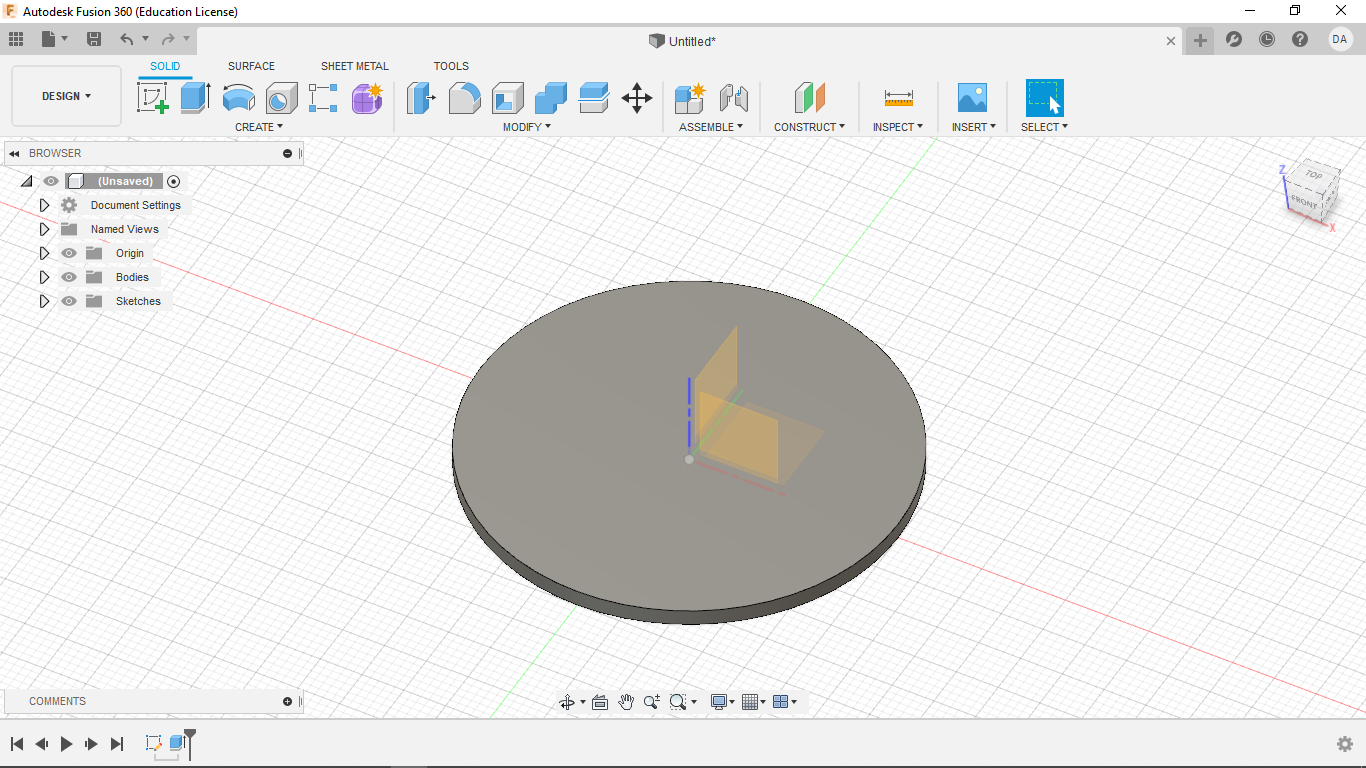 Autodesk Fusion 360 (Education License)
Untitled*
DA
SOLID SURFACE SHEET METAL TOOLS
DESIGN
CREATE MODIFY ASSEMBLE CONSTRUCT INSPECT INSERT SELECT
BROWSER
(Unsaved)
Document Settings
Named Views
Origin
Bodies
Sketches
Z
TOP
FRONT
X
COMMENTS